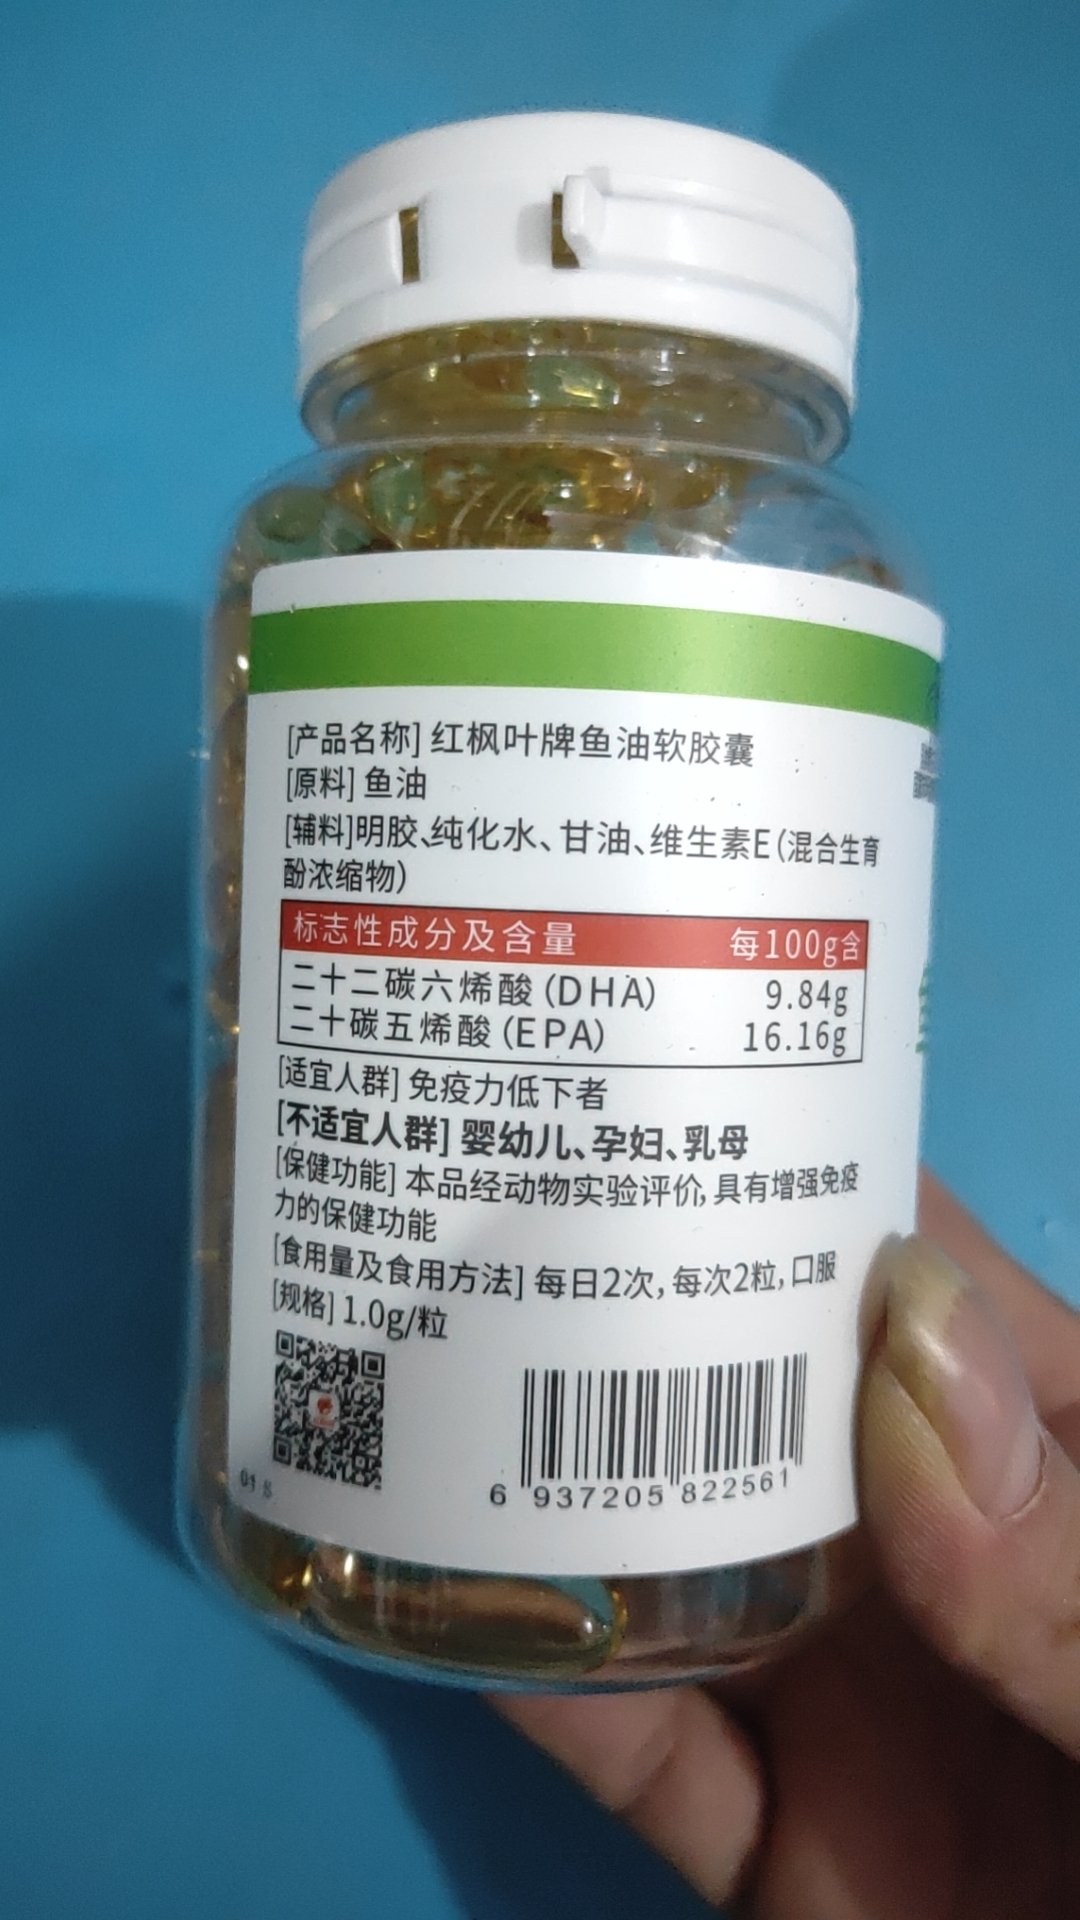 [产品名称] 红枫叶牌鱼油软胶囊
[原料] 鱼油
[辅料]明胶、纯化水、甘油、维生素E(混合生育
酚浓缩物)
标志性成分及含量 每100g含
二十二碳六烯酸(DHA) 9.84g
二十碳五烯酸(EPA) 16.16g
[适宜人群] 免疫力低下者
[不适宜人群] 婴幼儿、孕妇、乳母
[保健功能] 本品经动物实验评价,具有增强免疫
力的保健功能
[食用量及食用方法] 每日2次,每次2粒,口服
[规格] 1.0g/粒
6 937205 822561